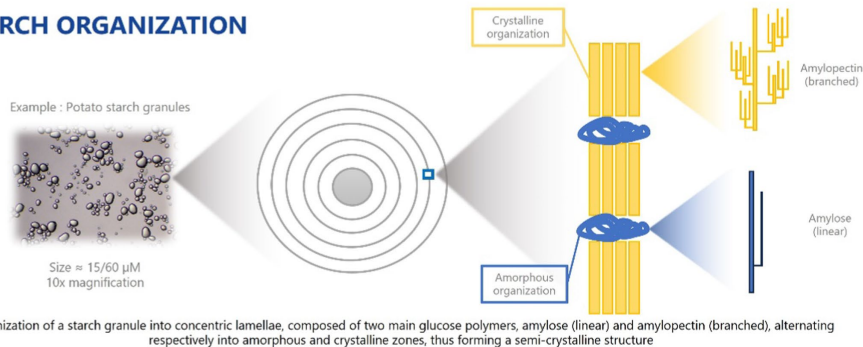 RCH ORGANIZATION
Crystalline
organization
Amylopectin
(branched)
Example : Potato starch granules
Size ≈ 15/60 µM
10x magnification
Amylose
(linear)
Amorphous
organization
nization of a starch granule into concentric lamellae, composed of two main glucose polymers, amylose (linear) and amylopectin (branched), alternating
respectively into amorphous and crystalline zones, thus forming a semi-crystalline structure